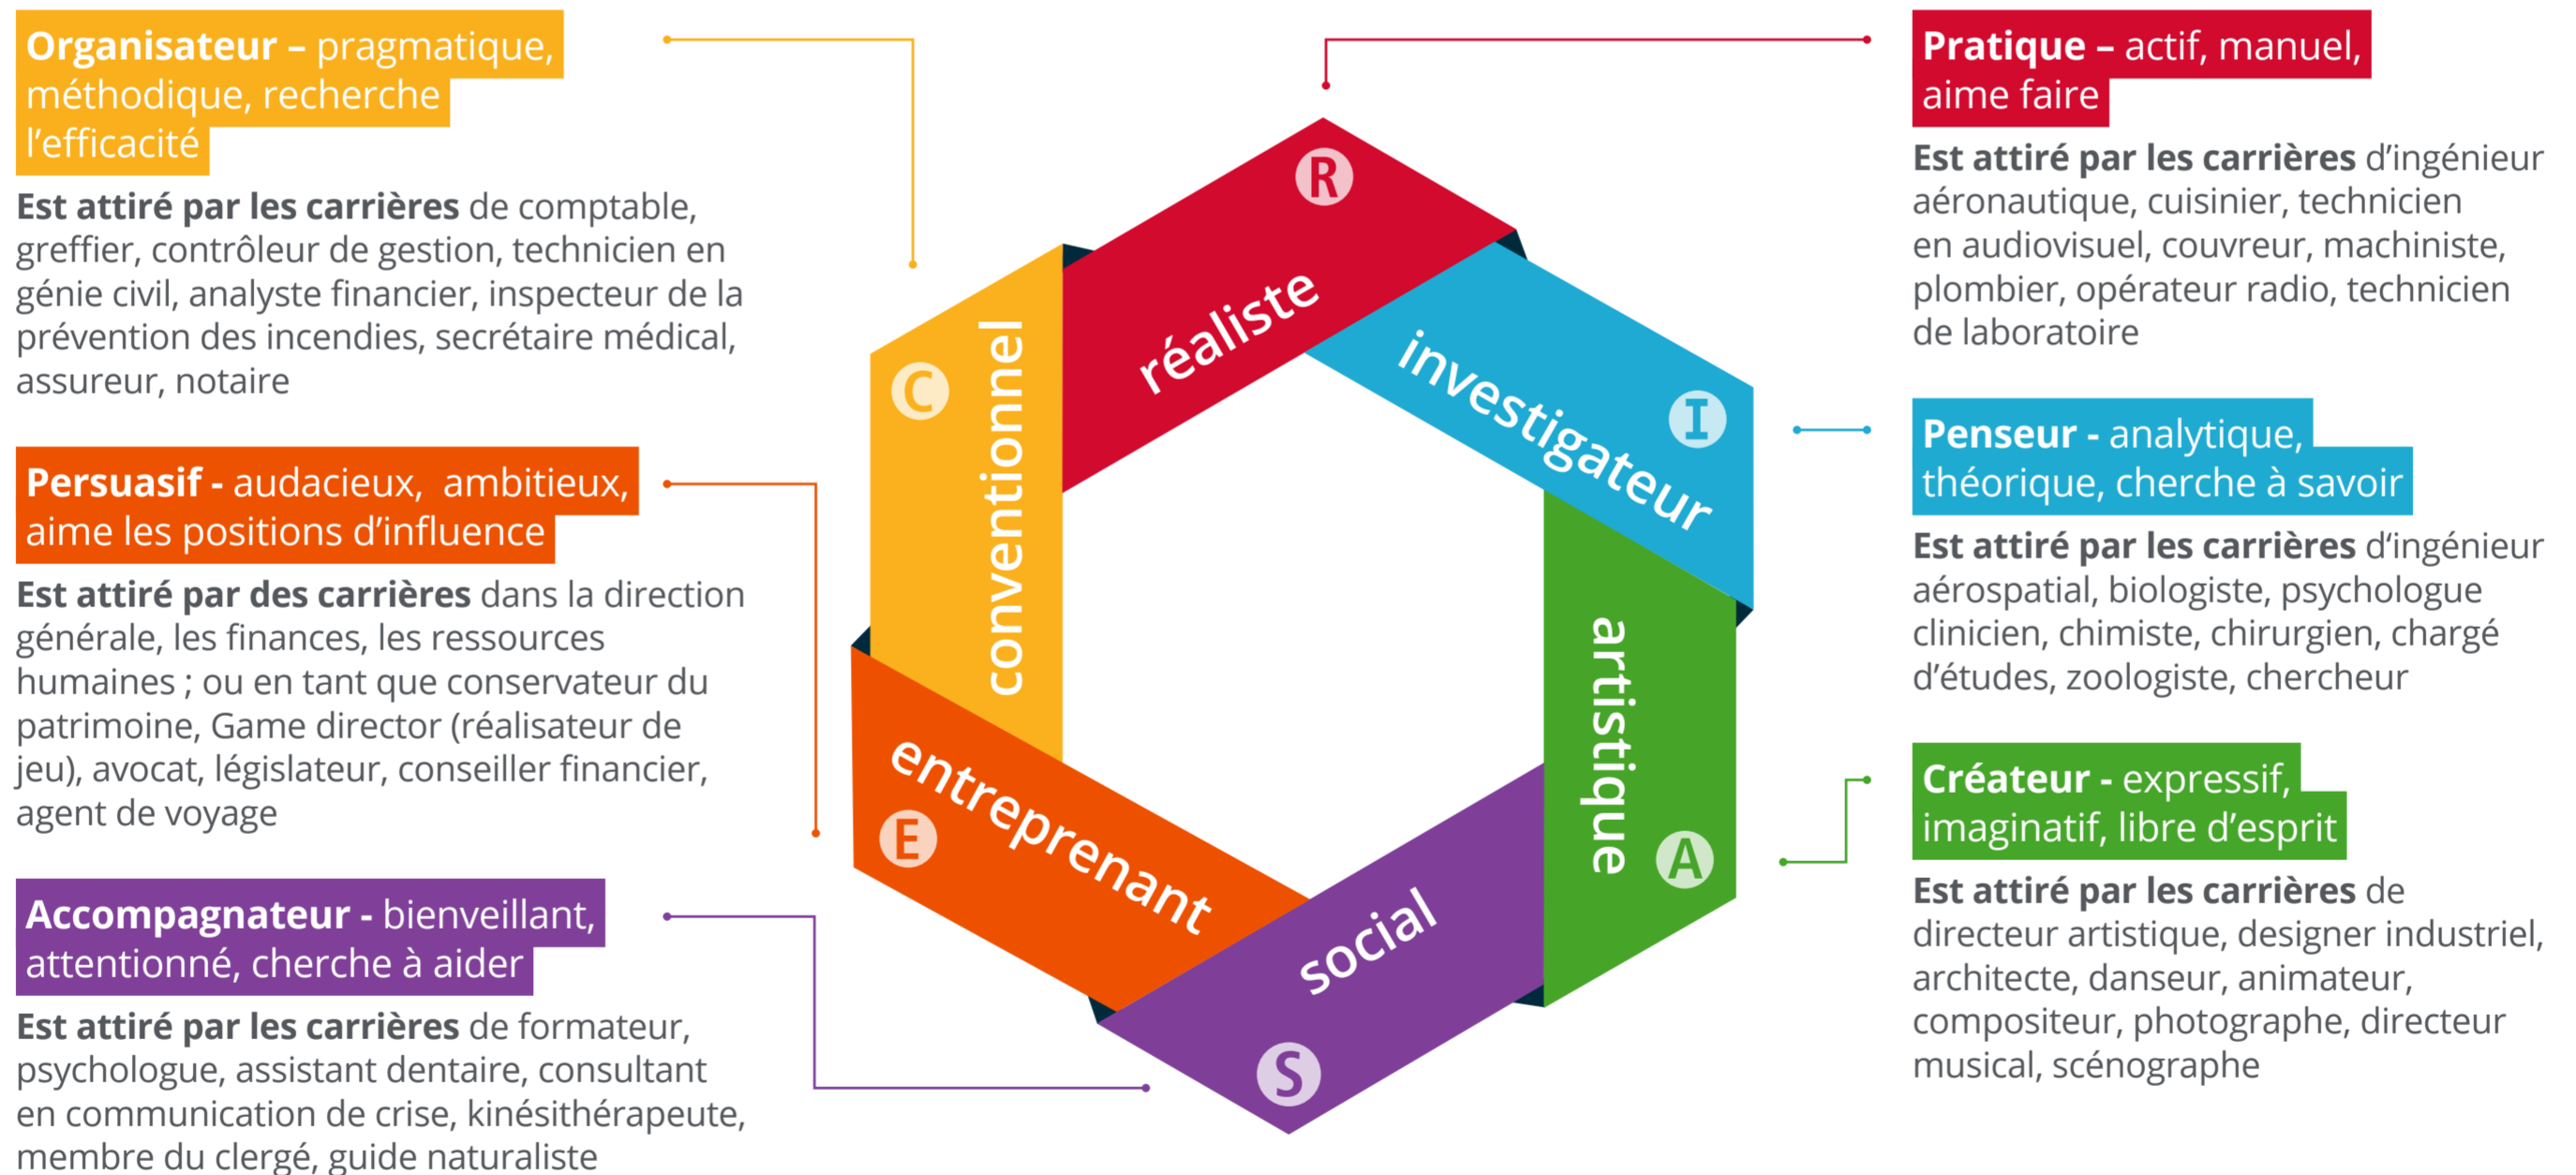 Organisateur – pragmatique,
méthodique, recherche
l’efficacité
Est attiré par les carrières de comptable,
greffier, contrôleur de gestion, technicien en
génie civil, analyste financier, inspecteur de la
prévention des incendies, secrétaire médical,
assureur, notaire
Persuasif - audacieux,  ambitieux,
aime les positions d’influence
Est attiré par des carrières dans la direction
générale, les finances, les ressources
humaines ; ou en tant que conservateur du
patrimoine, Game director (réalisateur de
jeu), avocat, législateur, conseiller financier,
agent de voyage
Accompagnateur - bienveillant,
attentionné, cherche à aider
Est attiré par les carrières de formateur,
psychologue, assistant dentaire, consultant
en communication de crise, kinésithérapeute,
membre du clergé, guide naturaliste
R
réaliste
I
investigateur
A
artistique
S
social
E
entreprenant
C
conventionnel
Pratique – actif, manuel,
aime faire
Est attiré par les carrières d’ingénieur
aéronautique, cuisinier, technicien
en audiovisuel, couvreur, machiniste,
plombier, opérateur radio, technicien
de laboratoire
Penseur - analytique,
théorique, cherche à savoir
Est attiré par les carrières d‘ingénieur
aérospatial, biologiste, psychologue
clinicien, chimiste, chirurgien, chargé
d’études, zoologiste, chercheur
Créateur - expressif,
imaginatif, libre d’esprit
Est attiré par les carrières de
directeur artistique, designer industriel,
architecte, danseur, animateur,
compositeur, photographe, directeur
musical, scénographe